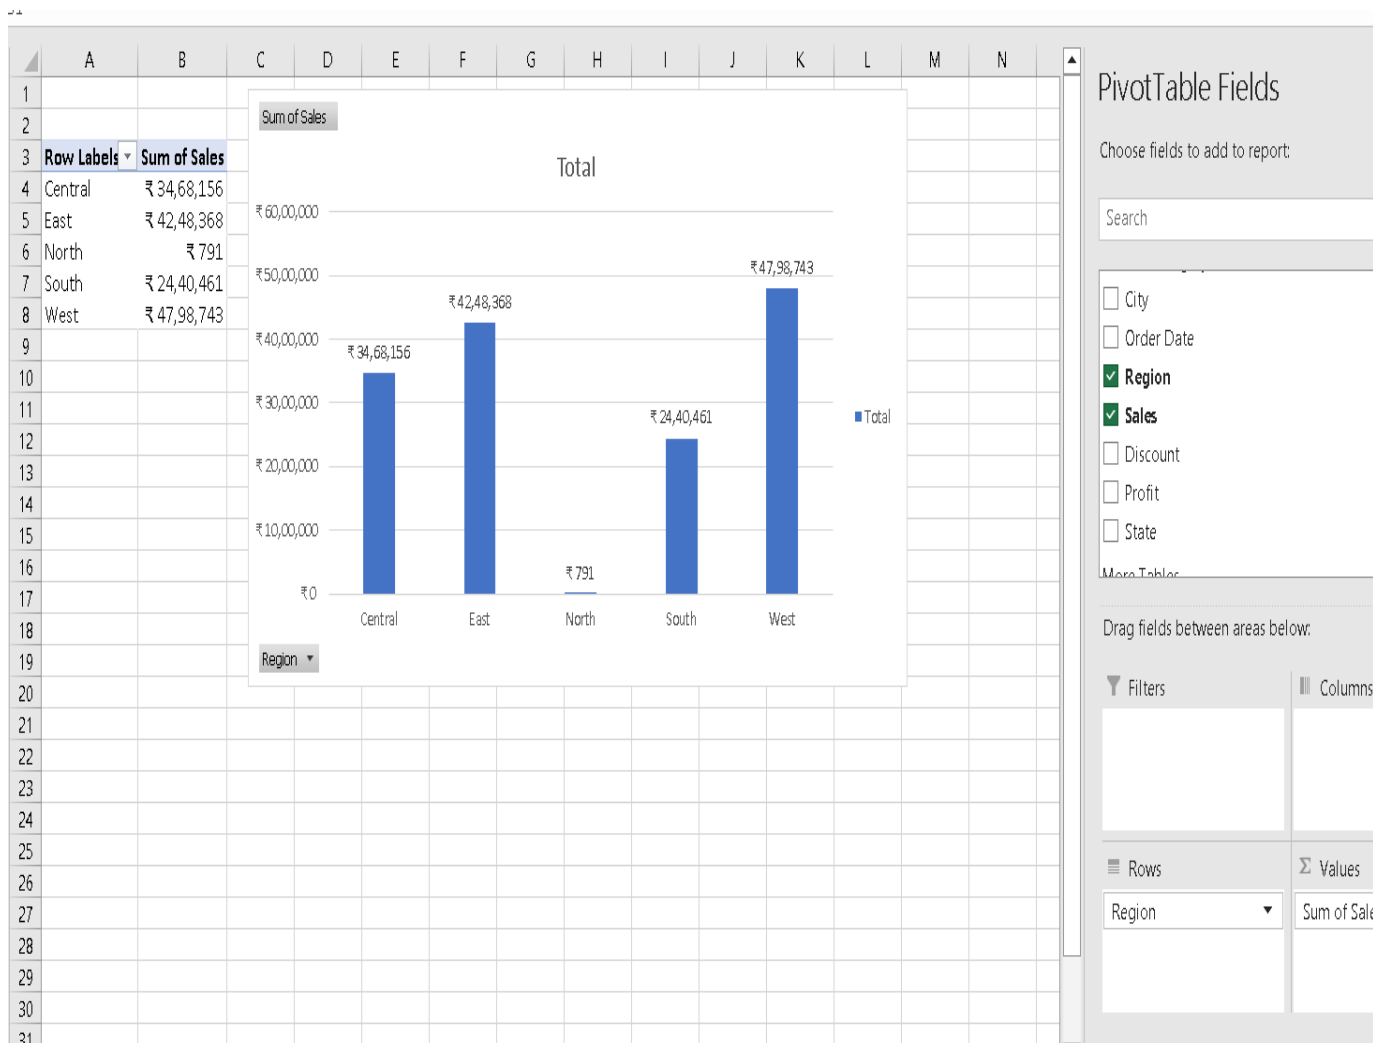 A B C D E F G H I J K L M N
1
2
3 Row Labels Sum of Sales
4 Central ₹ 34,68,156
5 East ₹ 42,48,368
6 North ₹ 791
7 South ₹ 24,40,461
8 West ₹ 47,98,743
9
10
11
12
13
14
15
16
17
18
19
20
21
22
23
24
25
26
27
28
29
30
31
Sum of Sales
Total
₹ 60,00,000
₹ 50,00,000
₹ 40,00,000
₹ 30,00,000
₹ 20,00,000
₹ 10,00,000
₹ 0
₹ 34,68,156
₹ 42,48,368
₹ 791
₹ 24,40,461
₹ 47,98,743
Central East North South West
Total
Region
PivotTable Fields
Choose fields to add to report:
Search
City
Order Date
Region
Sales
Discount
Profit
State
More Tables
Drag fields between areas below:
Filters Columns
Rows Σ Values
Region Sum of Sale